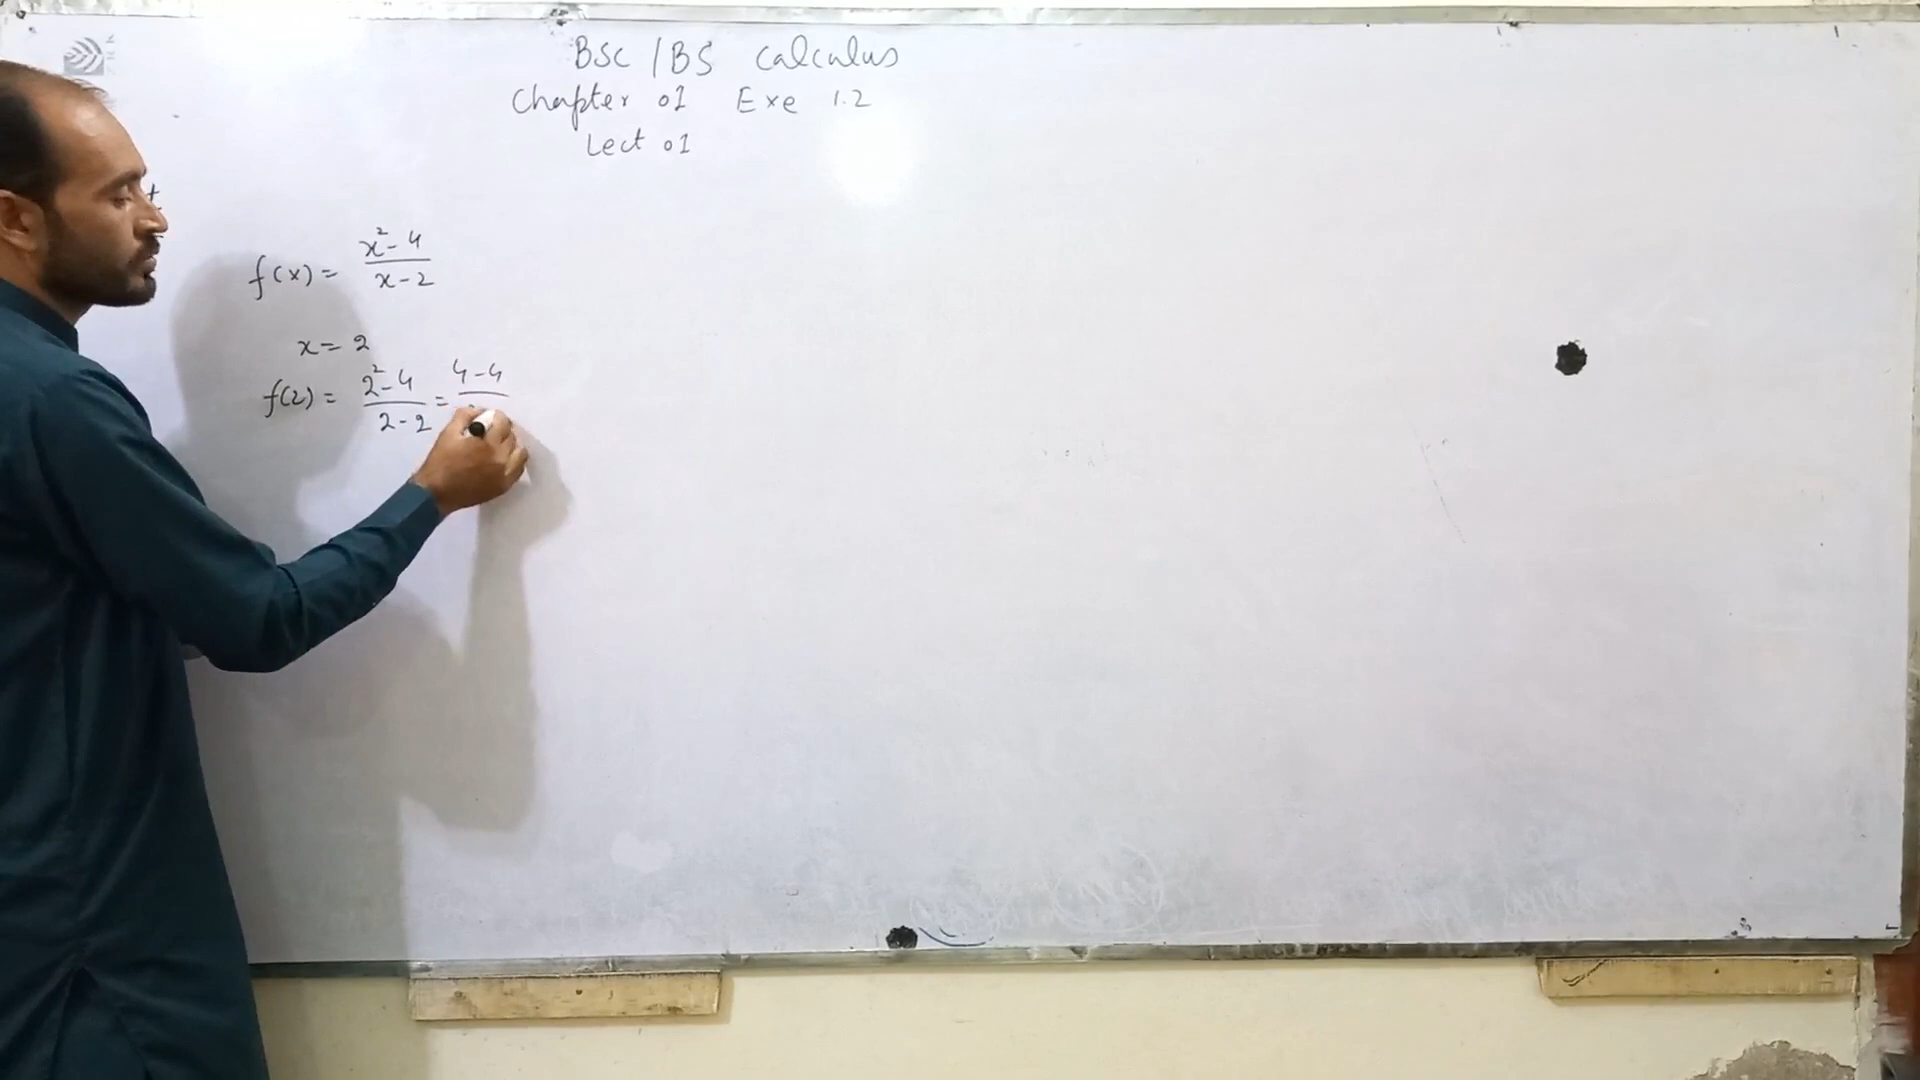 BSc / BS Calculus
Chapter 01 Exe 1.2
Lect 01
f(x) = x² - 4 / x - 2
x = 2
f(2) = 2² - 4 / 2 - 2 = 4 - 4